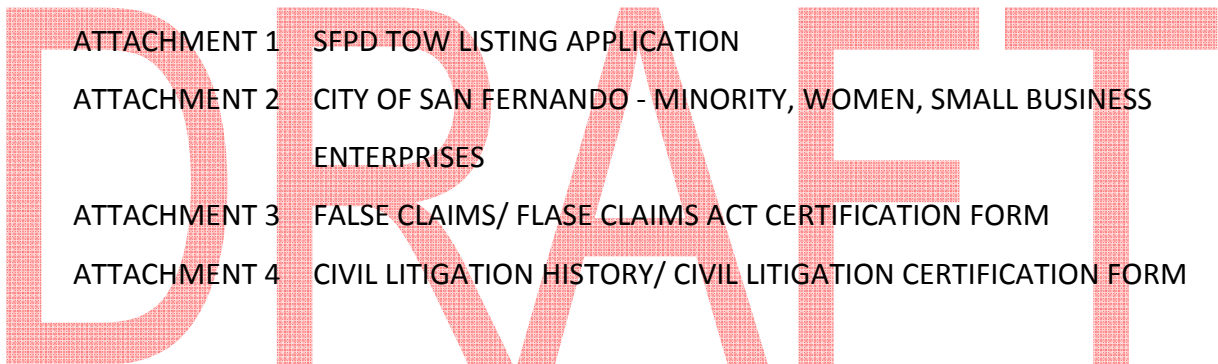 DRAFT
ATTACHMENT 1 SFPD TOW LISTING APPLICATION
ATTACHMENT 2 CITY OF SAN FERNANDO - MINORITY, WOMEN, SMALL BUSINESS
ENTERPRISES
ATTACHMENT 3 FALSE CLAIMS/ FLASE CLAIMS ACT CERTIFICATION FORM
ATTACHMENT 4 CIVIL LITIGATION HISTORY/ CIVIL LITIGATION CERTIFICATION FORM